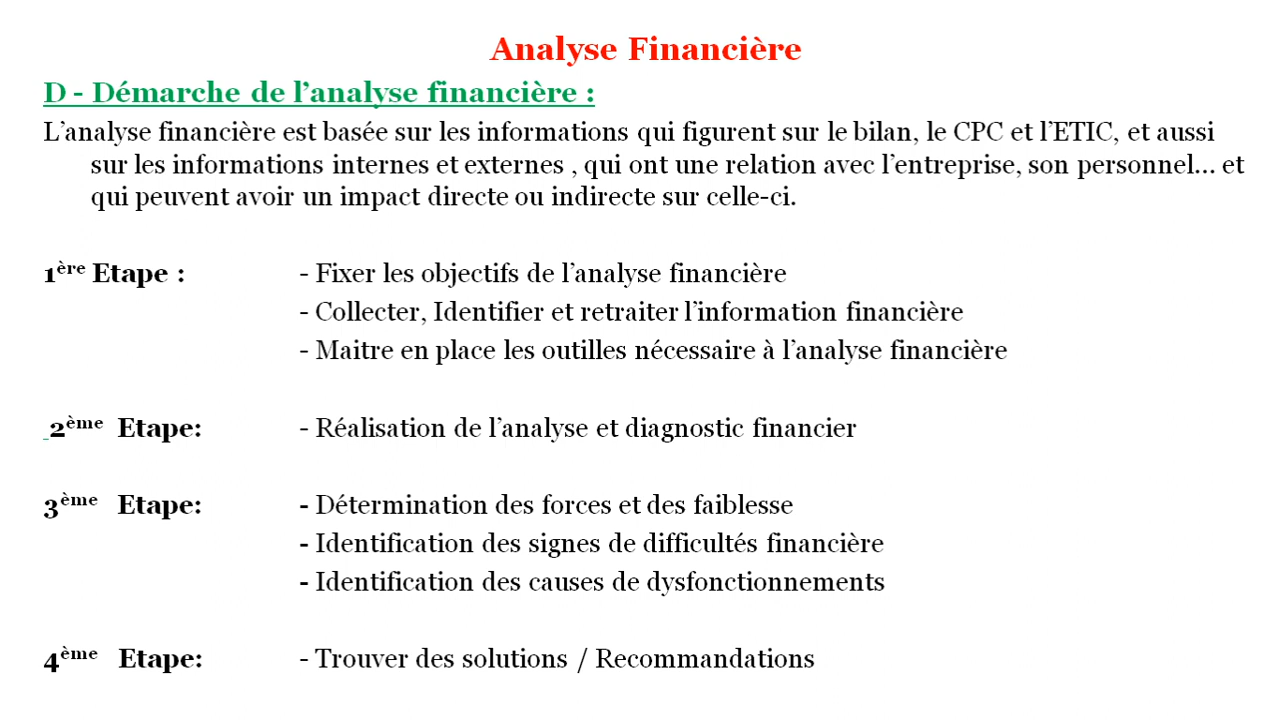 Analyse Financière
D - Démarche de l’analyse financière :
L’analyse financière est basée sur les informations qui figurent sur le bilan, le CPC et l’ETIC, et aussi
sur les informations internes et externes , qui ont une relation avec l’entreprise, son personnel... et
qui peuvent avoir un impact directe ou indirecte sur celle-ci.
1ère Etape : - Fixer les objectifs de l’analyse financière
- Collecter, Identifier et retraiter l’information financière
- Maitre en place les outilles nécessaire à l’analyse financière
2ème Etape: - Réalisation de l’analyse et diagnostic financier
3ème Etape: - Détermination des forces et des faiblesse
- Identification des signes de difficultés financière
- Identification des causes de dysfonctionnements
4ème Etape: - Trouver des solutions / Recommandations